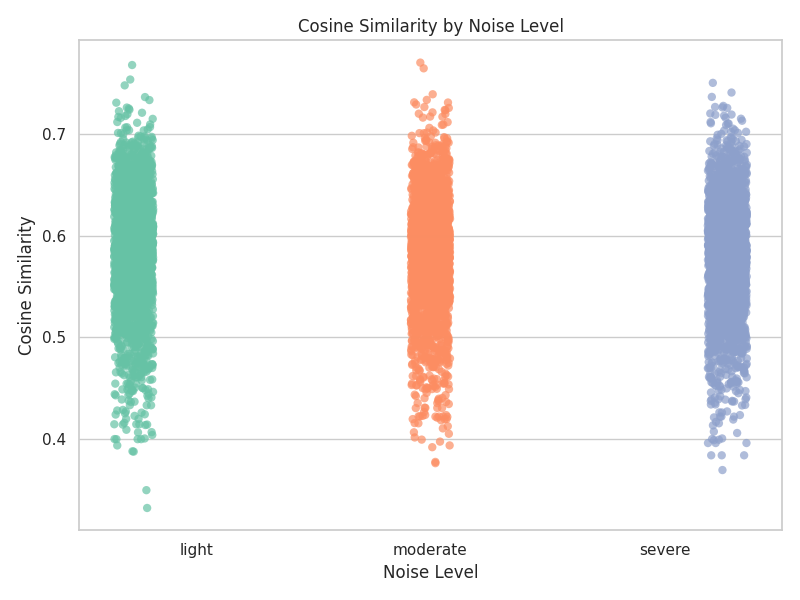 Cosine Similarity by Noise Level
Cosine Similarity
0.7
0.6
0.5
0.4
light
moderate
severe
Noise Level